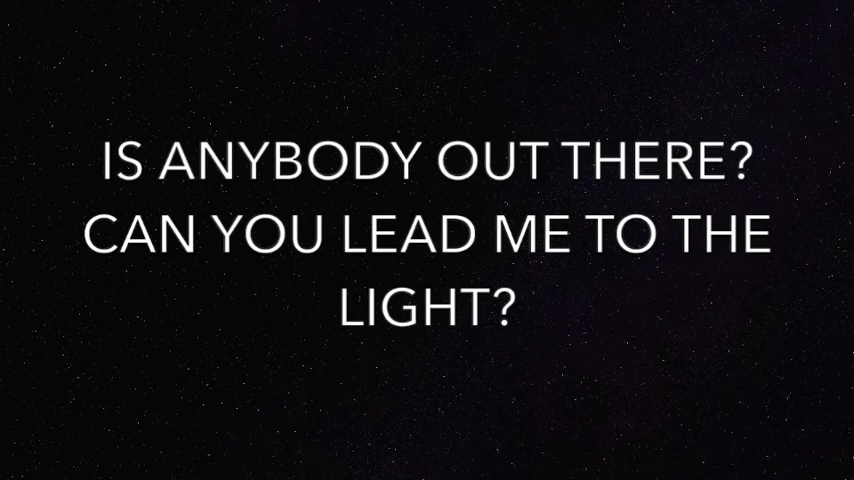 IS ANYBODY OUT THERE?
CAN YOU LEAD ME TO THE
LIGHT?